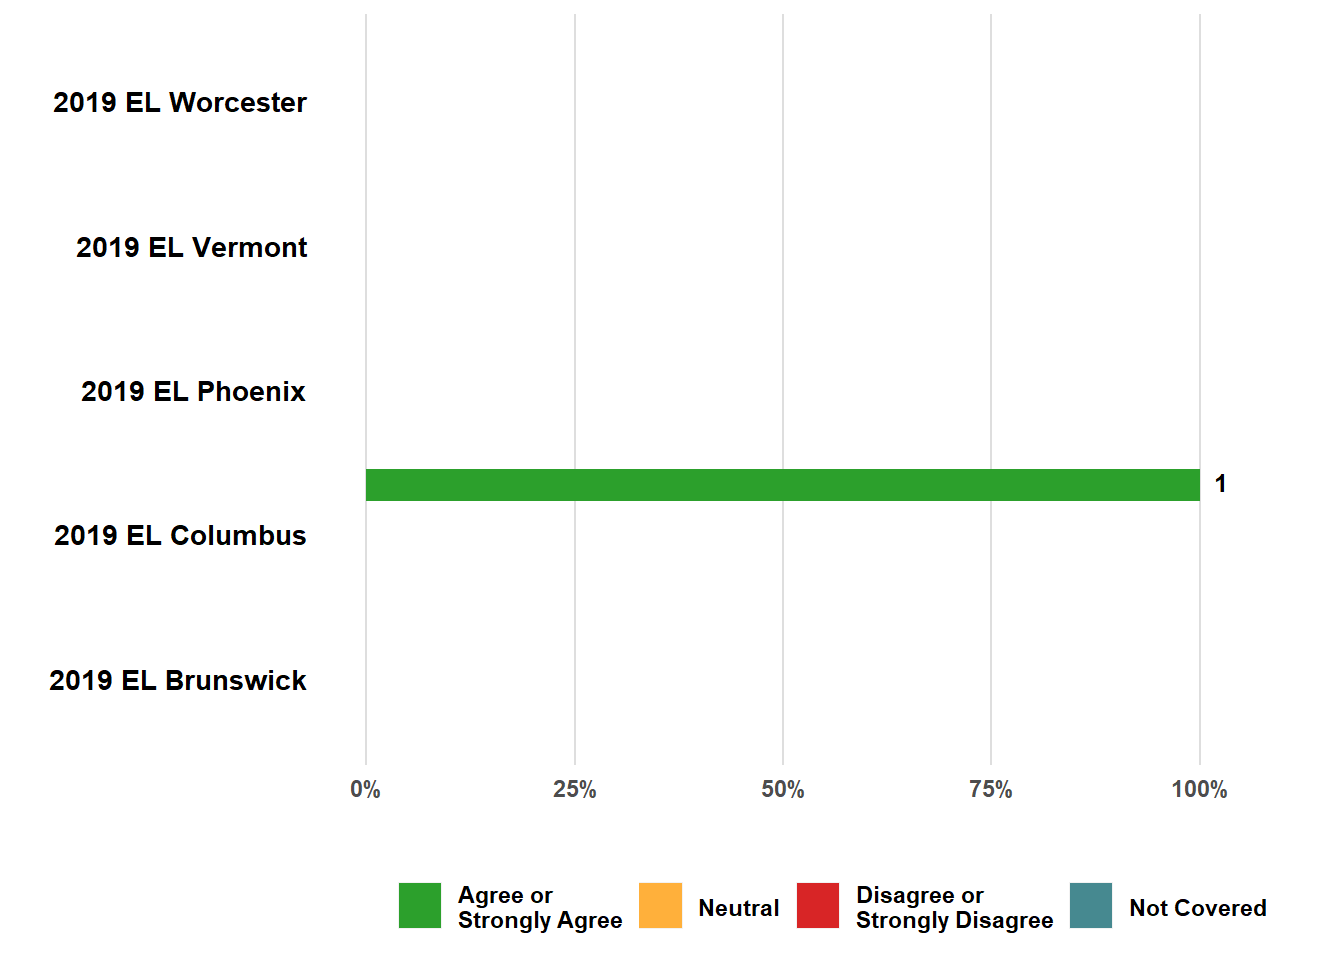 2019 EL Worcester
2019 EL Vermont
2019 EL Phoenix
1
2019 EL Columbus
2019 EL Brunswick
0% 25% 50% 75% 100%
Agree or
Strongly Agree
Neutral
Disagree or
Strongly Disagree
Not Covered